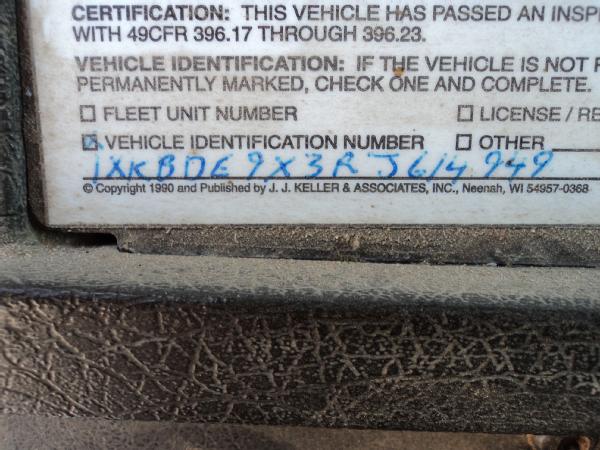 CERTIFICATION: THIS VEHICLE HAS PASSED AN INSP
WITH 49CFR 396.17 THROUGH 396.23.
VEHICLE IDENTIFICATION: IF THE VEHICLE IS NOT F
PERMANENTLY MARKED, CHECK ONE AND COMPLETE.
☐ FLEET UNIT NUMBER ☐ LICENSE / RE
☑ VEHICLE IDENTIFICATION NUMBER ☐ OTHER
1XKBDE9X3RJ614949
© Copyright 1990 and Published by J. J. KELLER & ASSOCIATES, INC., Neenah, WI 54957-0368